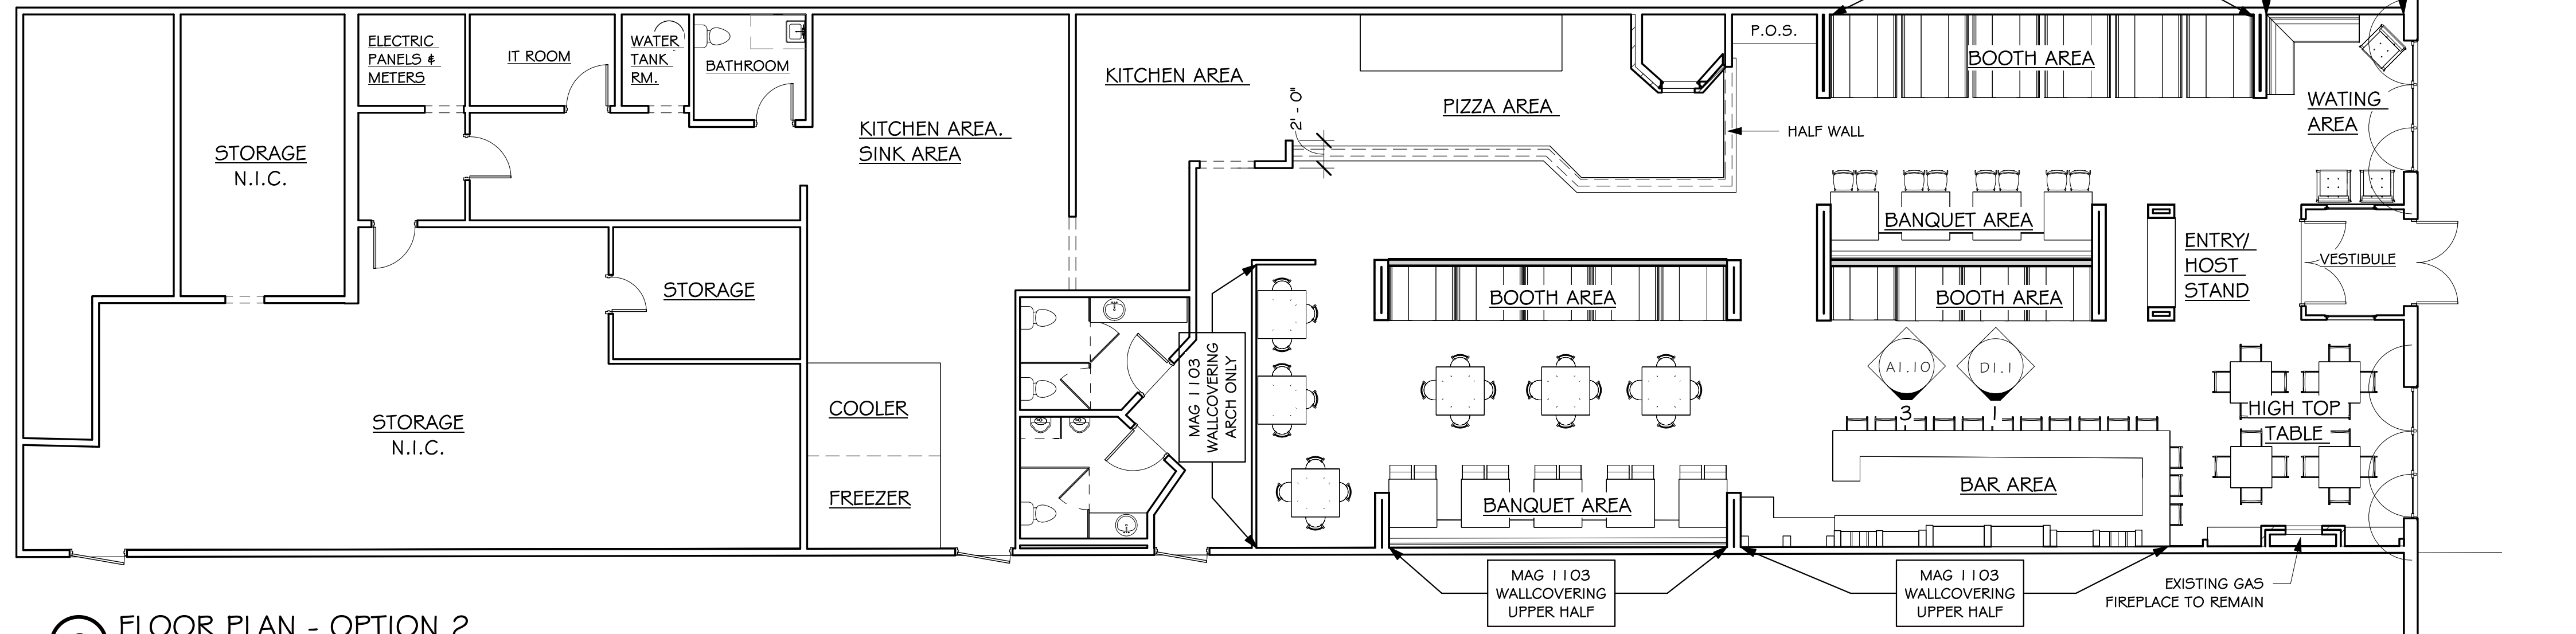 ELECTRIC
PANELS &
METERS
IT ROOM
WATER
TANK
RM.
BATHROOM
STORAGE
N.I.C.
KITCHEN AREA.
SINK AREA
KITCHEN AREA
2' - 0"
PIZZA AREA
P.O.S.
HALF WALL
BOOTH AREA
WATING
AREA
BANQUET AREA
ENTRY/
HOST
STAND
VESTIBULE
STORAGE
BOOTH AREA
BOOTH AREA
MAG 1103
WALLCOVERING
ARCH ONLY
A1.10
3
D1.1
1
HIGH TOP
TABLE
STORAGE
N.I.C.
COOLER
FREEZER
BANQUET AREA
BAR AREA
MAG 1103
WALLCOVERING
UPPER HALF
MAG 1103
WALLCOVERING
UPPER HALF
EXISTING GAS
FIREPLACE TO REMAIN
FLOOR PLAN - OPTION 2